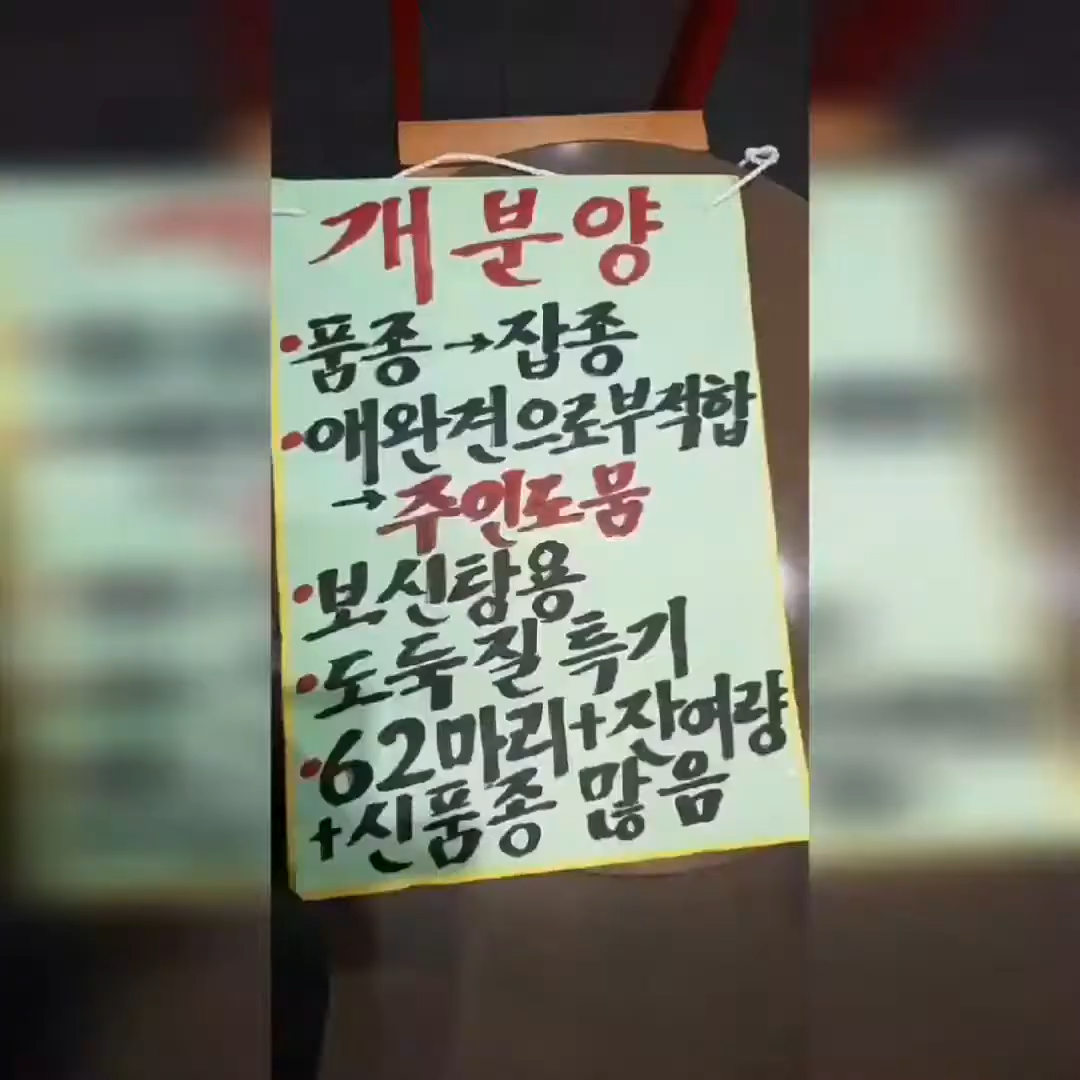 개 분 양
• 품종 → 잡종
• 애완견으로 부적합
→ 주인도 뭄
• 보신탕용
• 도둑질 특기
• 62마리 + 잔여량
+ 신품종 많음